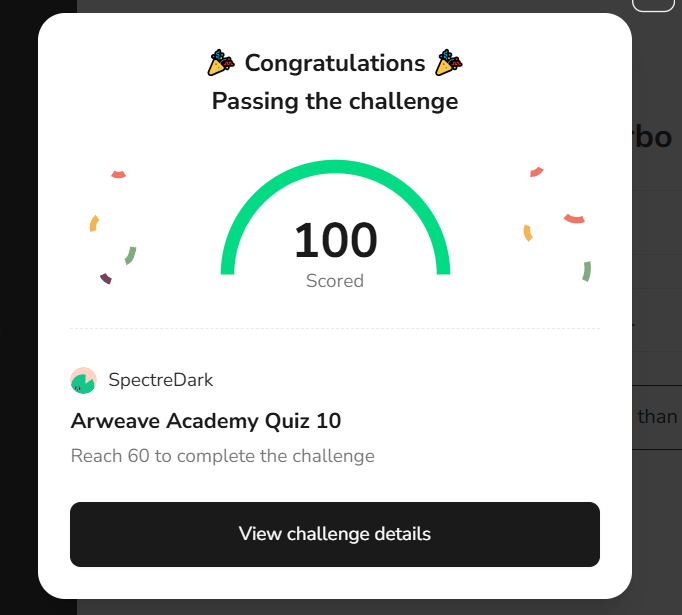 Congratulations
Passing the challenge
100
Scored
SpectreDark
Arweave Academy Quiz 10
Reach 60 to complete the challenge
View challenge details
rbo
than